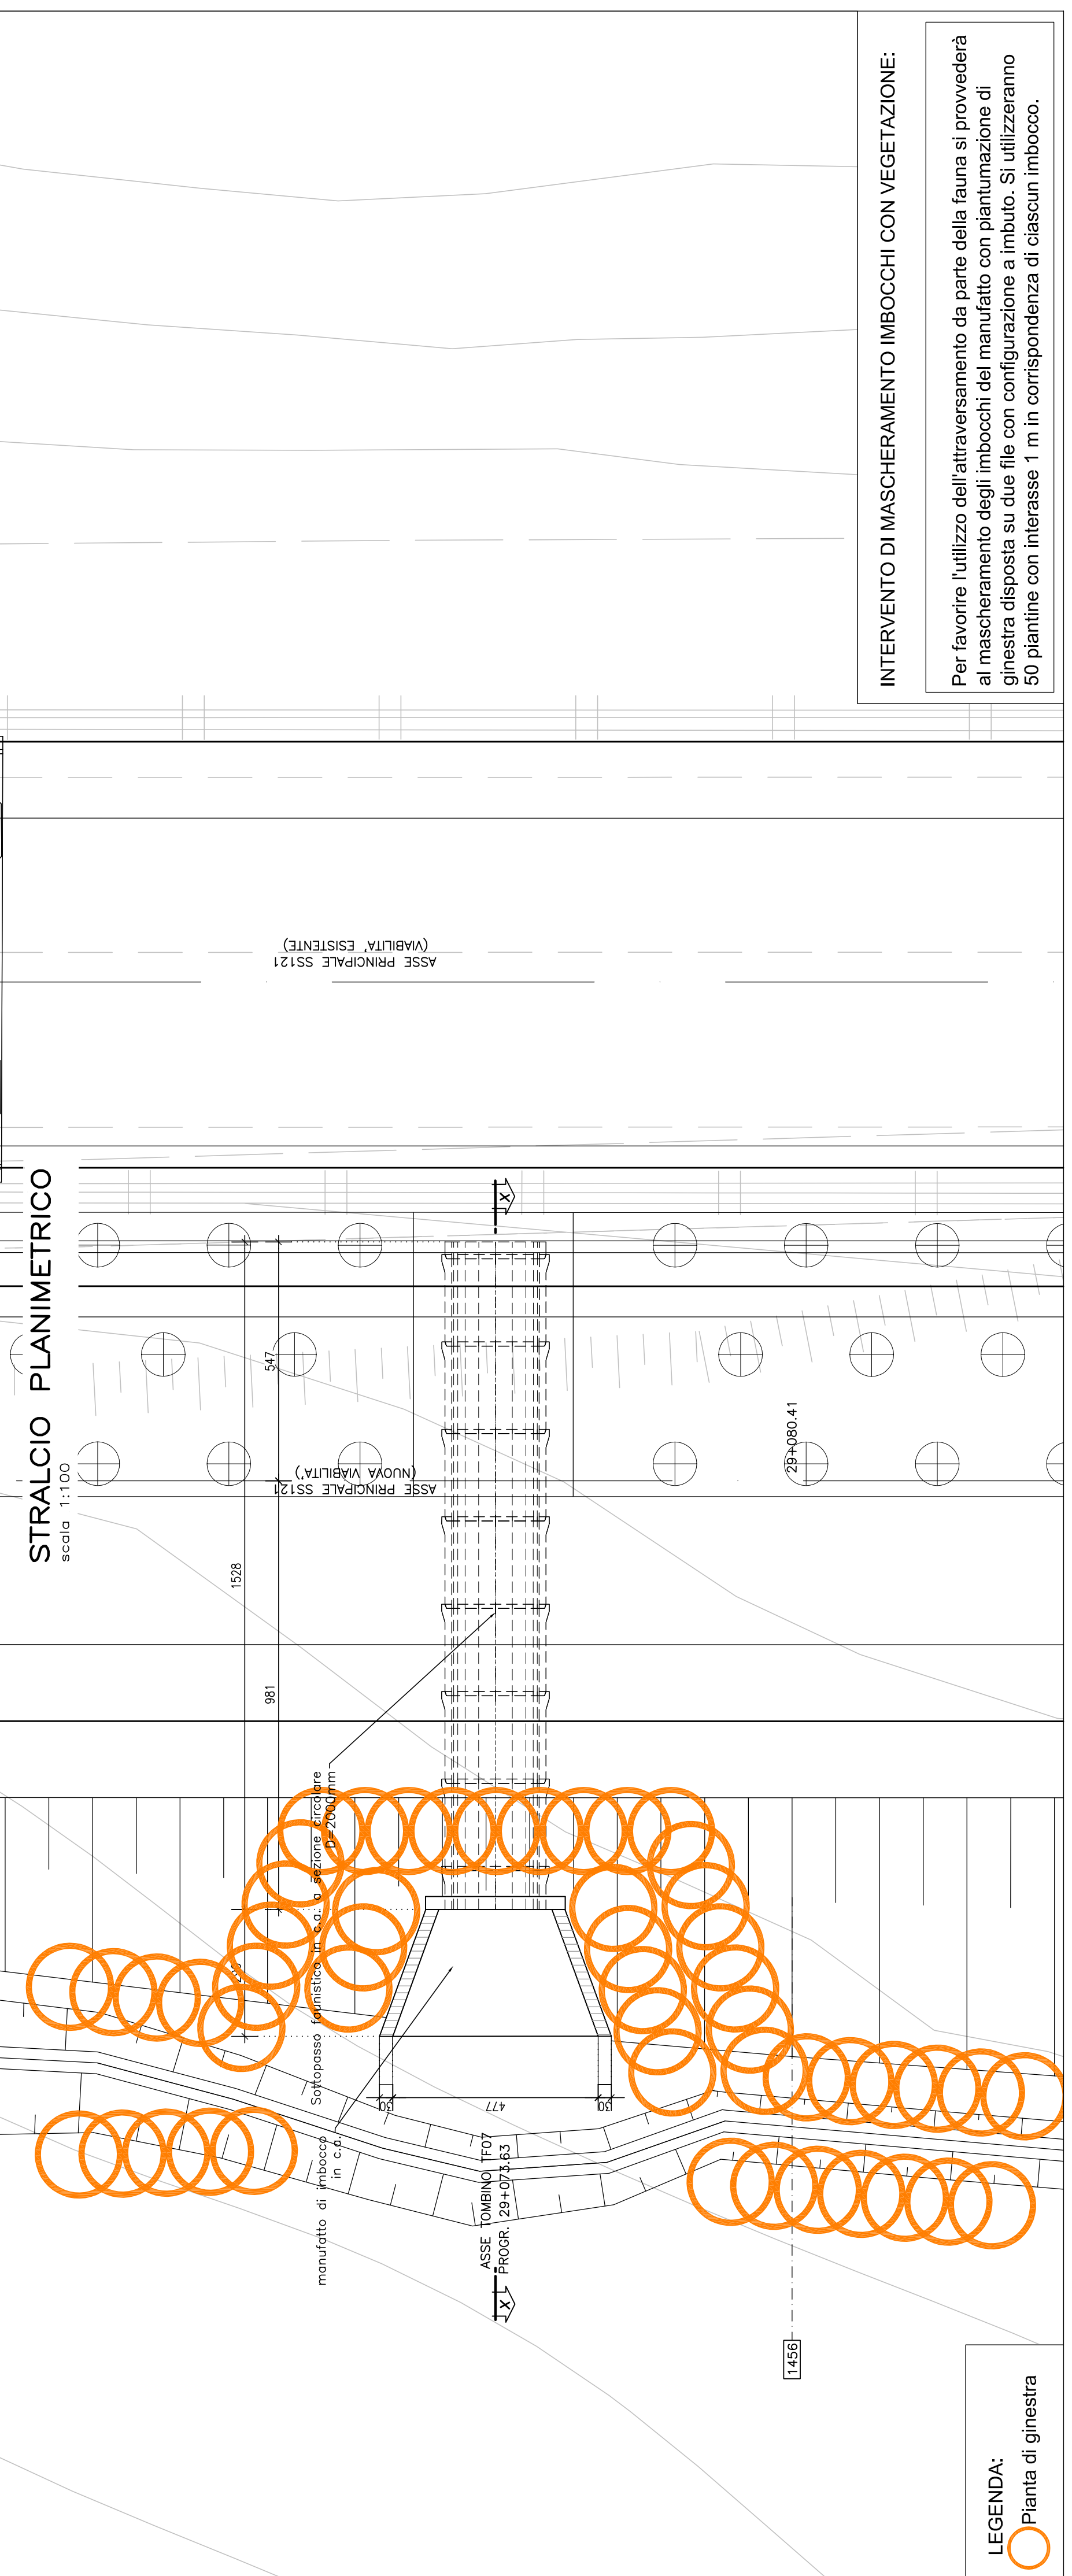 INTERVENTO DI MASCHERAMENTO IMBOCCHI CON VEGETAZIONE:
Per favorire l'utilizzo dell'attraversamento da parte della fauna si provvederà
al mascheramento degli imbocchi del manufatto con piantumazione di
ginestra disposta su due file con configurazione a imbuto. Si utilizzeranno
50 piantine con interasse 1 m in corrispondenza di ciascun imbocco.
STRALCIO PLANIMETRICO
scala 1:100
ASSE PRINCIPALE SS121
(VIABILITA' ESISTENTE)
X
547
ASSE PRINCIPALE SS121
(NUOVA VIABILITA')
29+080.41
1528
981
Sottopasso faunistico in c.a. a sezione circolare
D=2000mm
manufatto di imbocco
in c.a.
30
477
30
ASSE TOMBINO TF07
PROGR. 29+073.63
X
1456
LEGENDA:
Pianta di ginestra